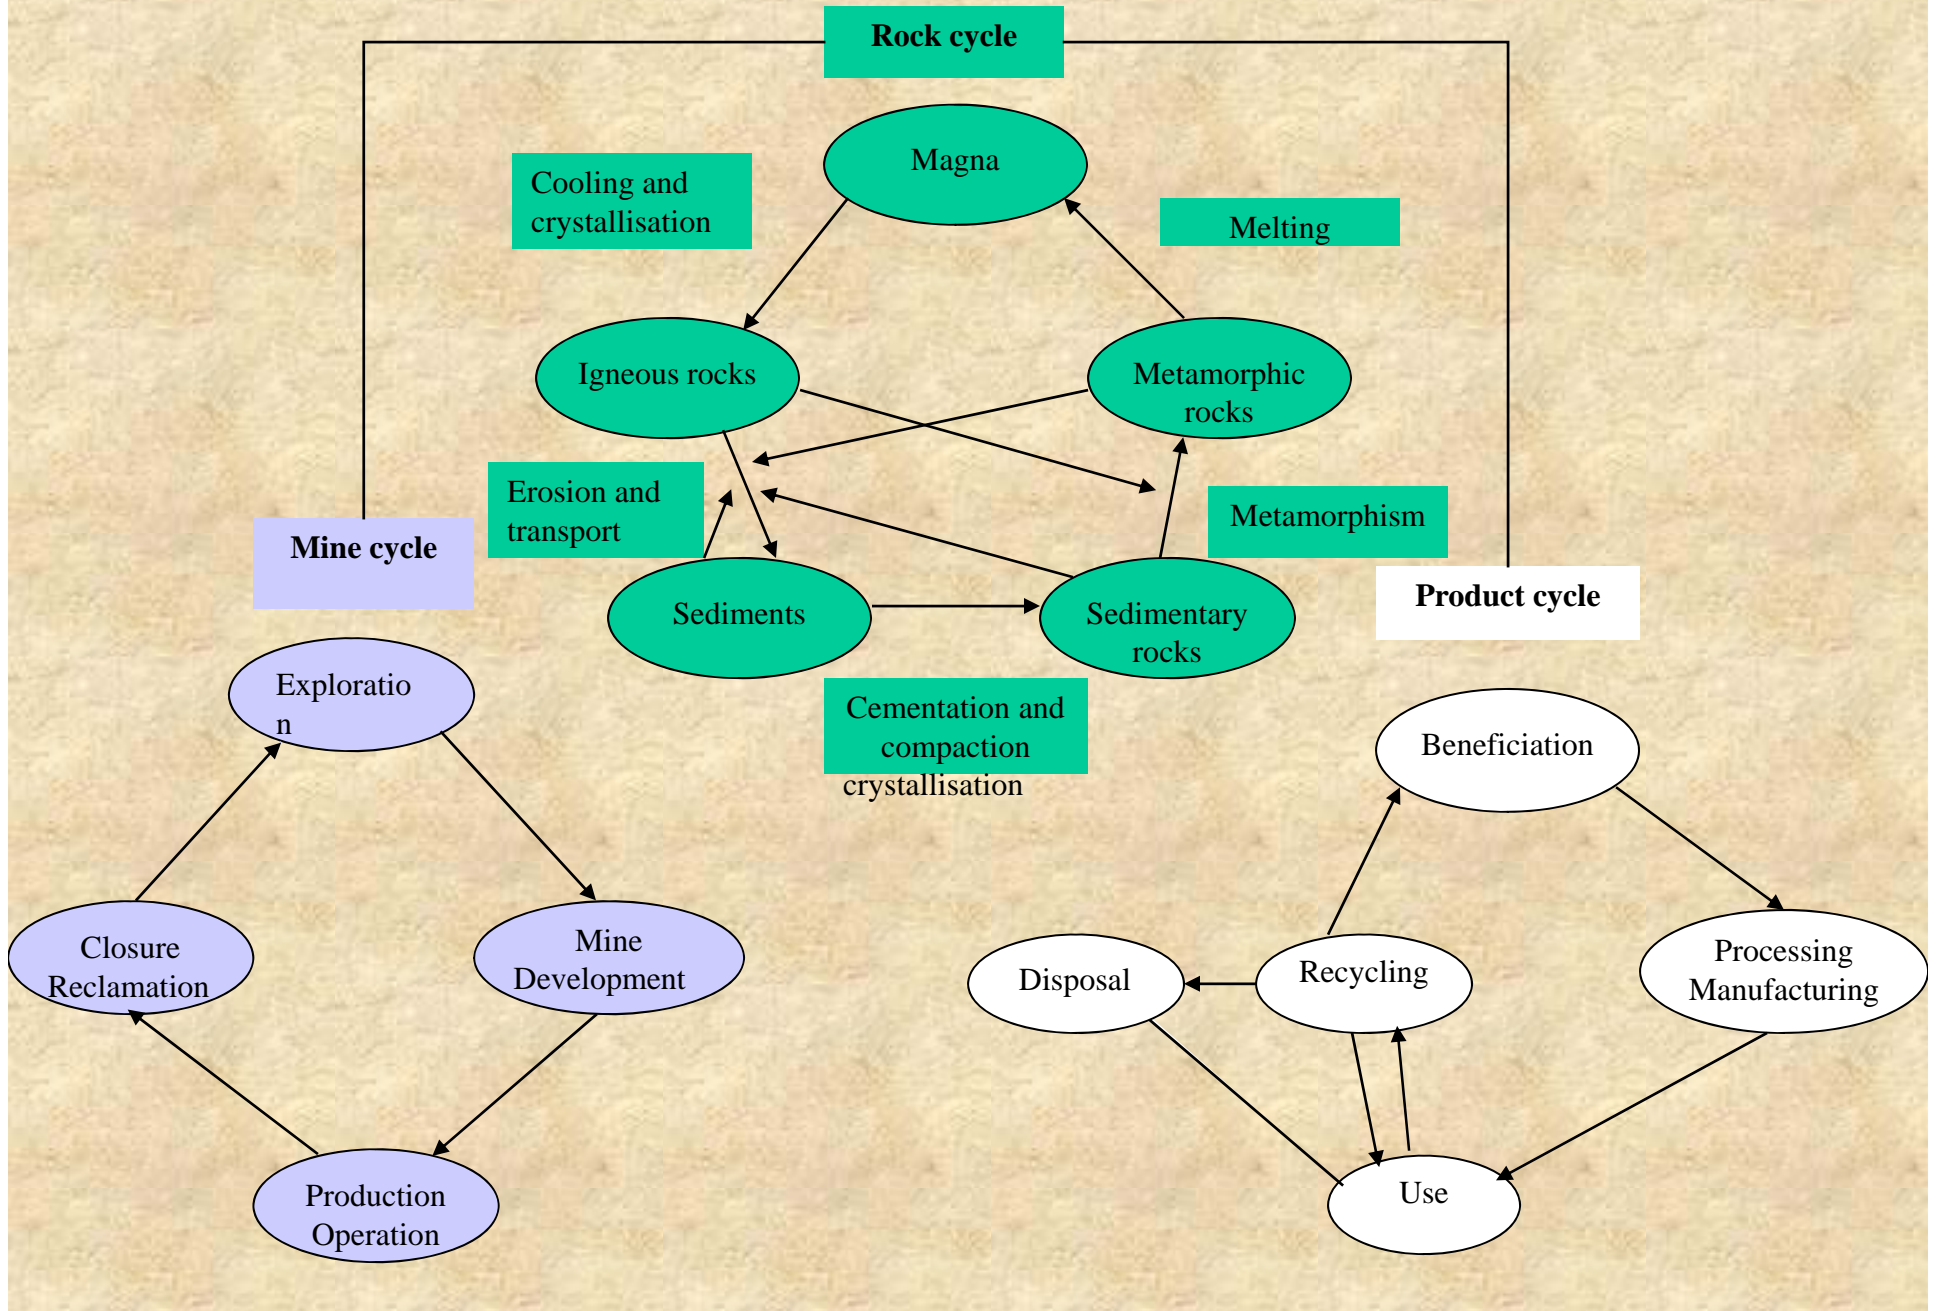 Rock cycle
Magna
Cooling and
crystallisation
Melting
Igneous rocks
Metamorphic
rocks
Erosion and
transport
Metamorphism
Mine cycle
Product cycle
Sediments
Sedimentary
rocks
Exploratio
n
Cementation and
compaction
crystallisation
Beneficiation
Closure
Reclamation
Mine
Development
Disposal
Recycling
Processing
Manufacturing
Production
Operation
Use